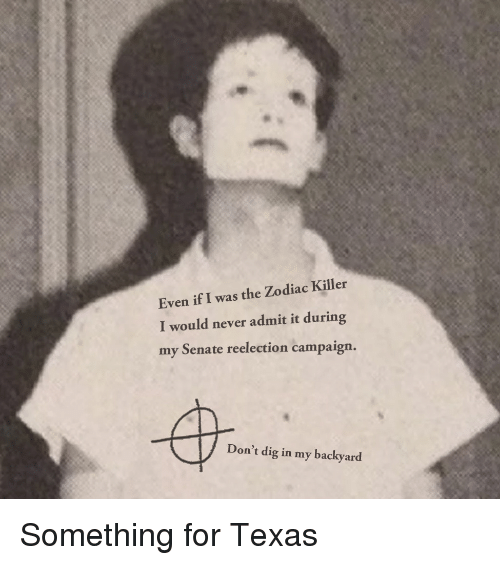 Even if I was the Zodiac Killer
I would never admit it during
my Senate reelection campaign.
Don't dig in my backyard
Something for Texas